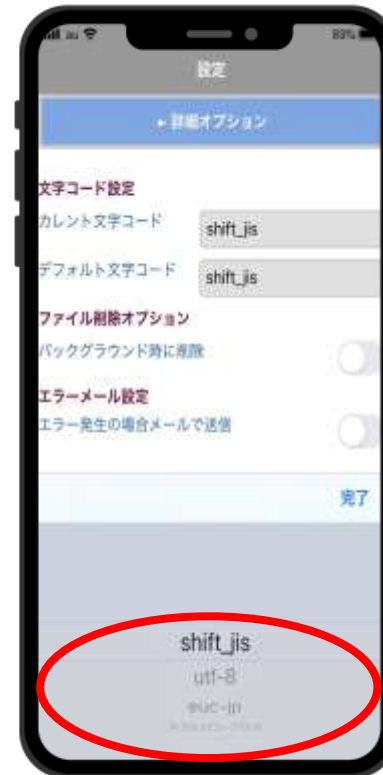 au 89%
設定
▸ 詳細オプション
文字コード設定
カレント文字コード shift_jis
デフォルト文字コード shift_jis
ファイル削除オプション
バックグラウンド時に削除
エラーメール設定
エラー発生の場合メールで送信
完了
shift_jis
utf-8
euc-jp